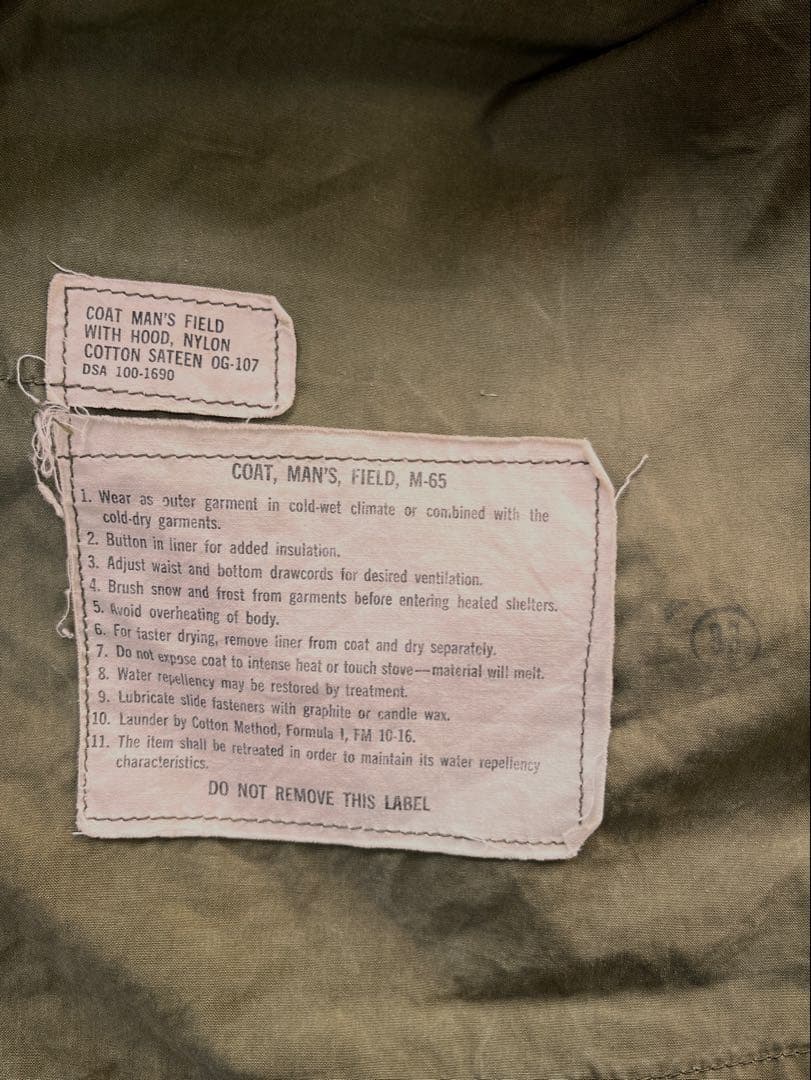 COAT MAN'S FIELD
WITH HOOD, NYLON
COTTON SATEEN OG-107
DSA 100-1690
COAT, MAN'S, FIELD, M-65
1. Wear as outer garment in cold-wet climate or combined with the
cold-dry garments.
2. Button in liner for added insulation.
3. Adjust waist and bottom drawcords for desired ventilation.
4. Brush snow and frost from garments before entering heated shelters.
5. Avoid overheating of body.
6. For faster drying, remove liner from coat and dry separately.
7. Do not expose coat to intense heat or touch stove—material will melt.
8. Water repellency may be restored by treatment.
9. Lubricate slide fasteners with graphite or candle wax.
10. Launder by Cotton Method, Formula I, FM 10-16.
11. The item shall be retreated in order to maintain its water repellency
characteristics.
DO NOT REMOVE THIS LABEL